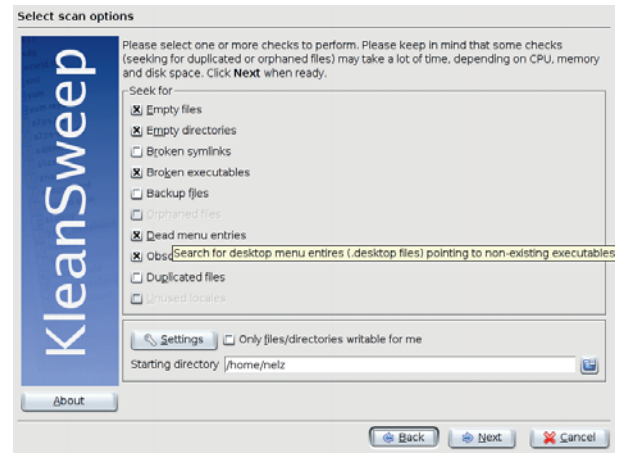 Select scan options
KleanSweep
Please select one or more checks to perform. Please keep in mind that some checks
(seeking for duplicated or orphaned files) may take a lot of time, depending on CPU, memory
and disk space. Click Next when ready.
Seek for
Empty files
Empty directories
Broken symlinks
Broken executables
Backup files
Orphaned files
Dead menu entries
Obso
Search for desktop menu entires (.desktop files) pointing to non-existing executables
Duplicated files
Unused locales
Settings
Only files/directories writable for me
Starting directory /home/nelz
About
Back
Next
Cancel